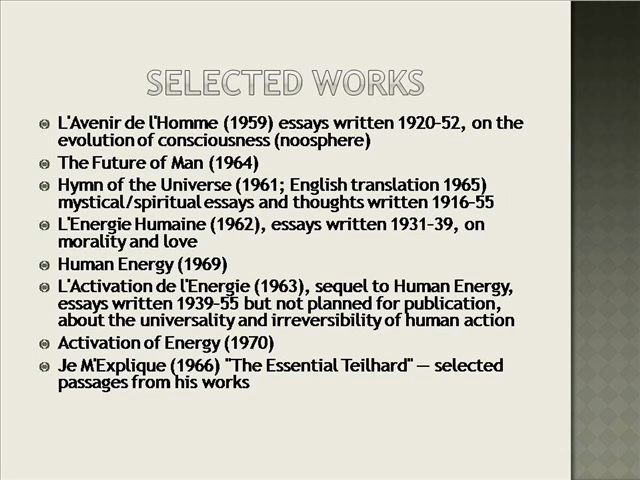 SELECTED WORKS
L'Avenir de l'Homme (1959) essays written 1920–52, on the
evolution of consciousness (noosphere)
The Future of Man (1964)
Hymn of the Universe (1961; English translation 1965)
mystical/spiritual essays and thoughts written 1916–55
L'Energie Humaine (1962), essays written 1931–39, on
morality and love
Human Energy (1969)
L'Activation de l'Energie (1963), sequel to Human Energy,
essays written 1939–55 but not planned for publication,
about the universality and irreversibility of human action
Activation of Energy (1970)
Je M'Explique (1966) "The Essential Teilhard" — selected
passages from his works